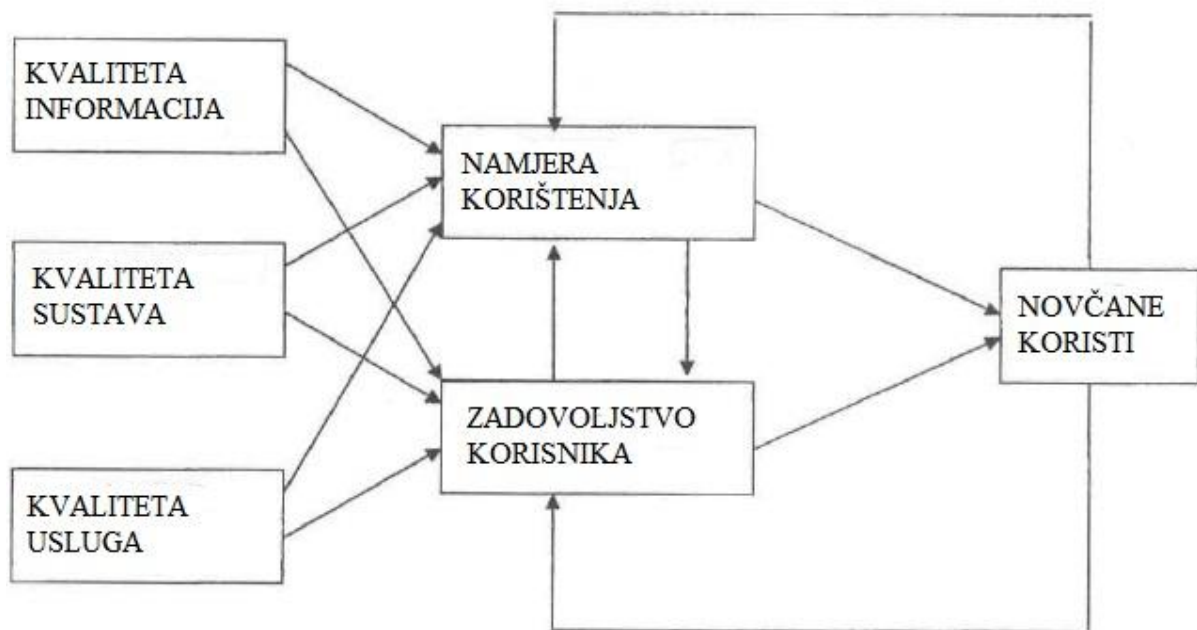 KVALITETA
INFORMACIJA
KVALITETA
SUSTAVA
KVALITETA
USLUGA
NAMJERA
KORIŠTENJA
ZADOVOLJSTVO
KORISNIKA
NOVČANE
KORISTI